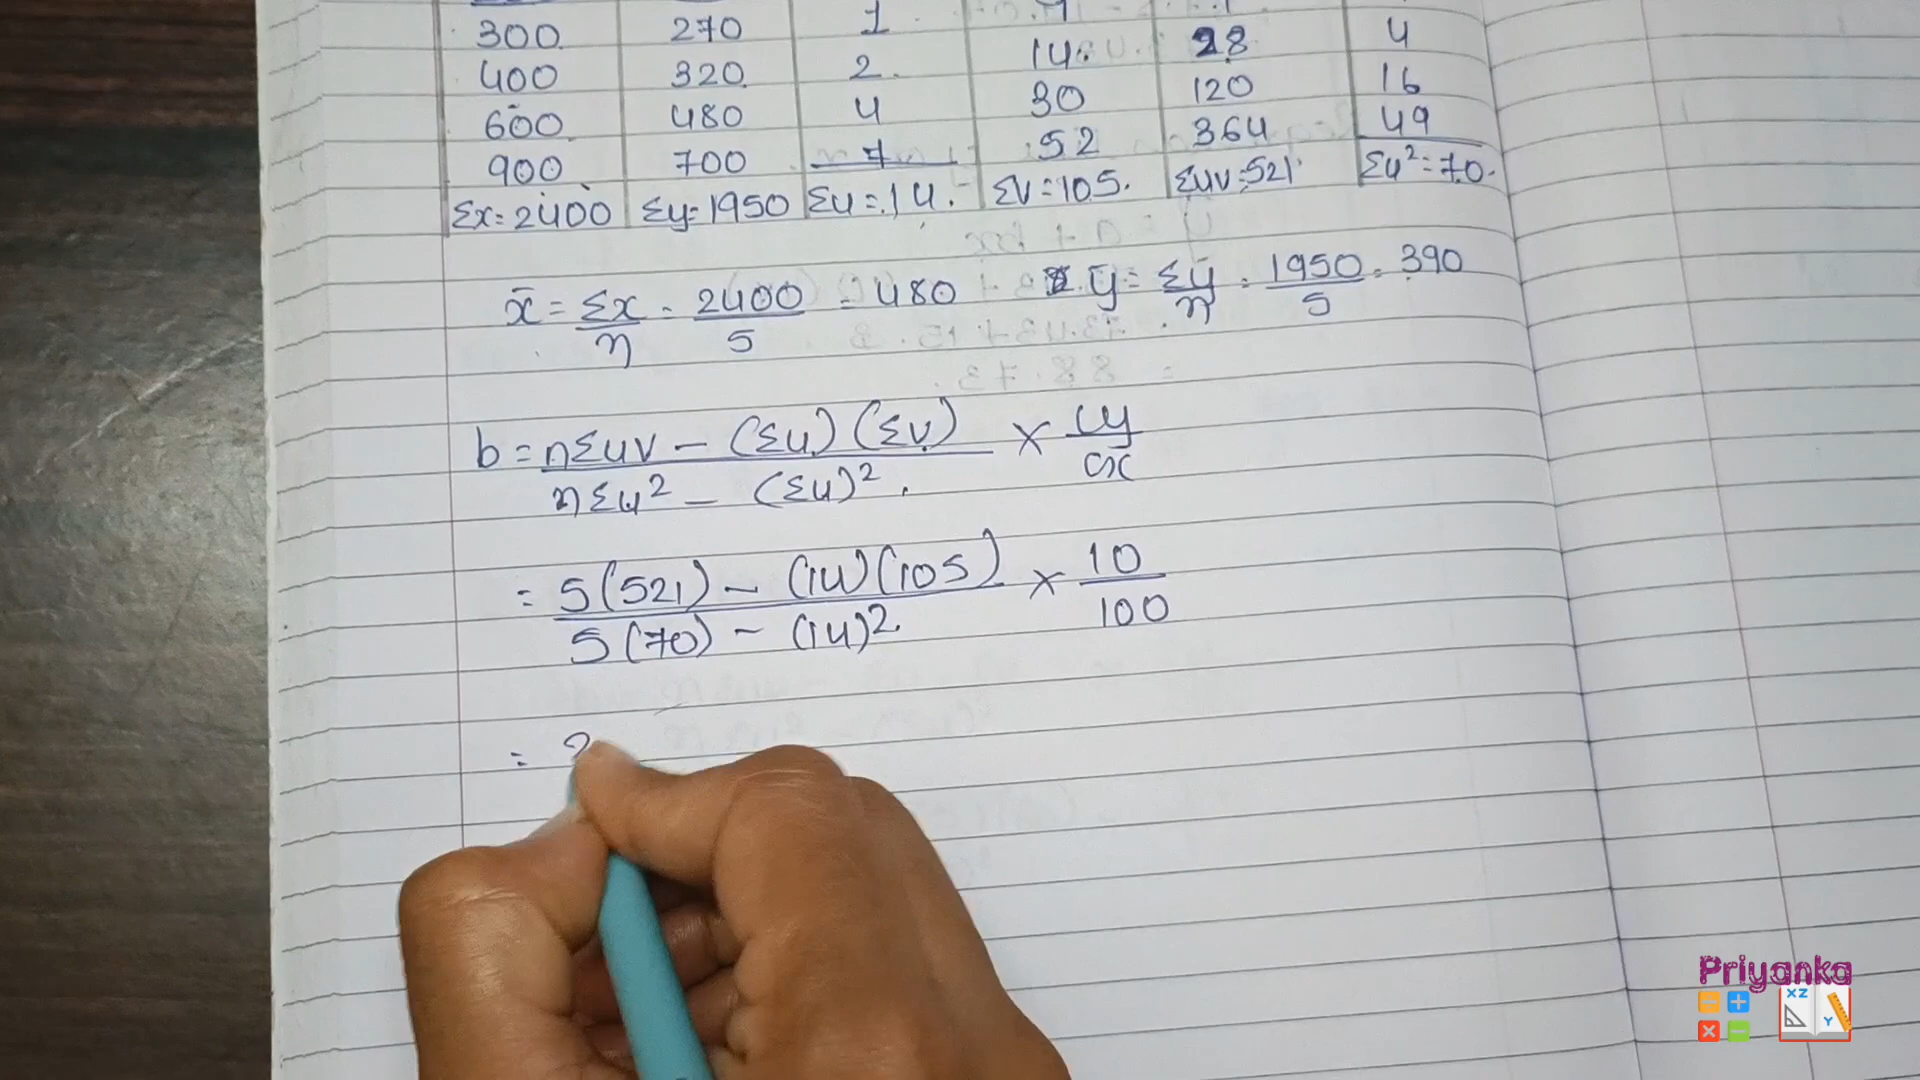 300 270 1
400 320 2 14 28 4
600 480 4 30 120 16
900 700 7 52 364 49
Σx=2400 Σy=1950 Σu=14. Σv=105. Σuv=521 Σu²=70.
x̄ = Σx/n = 2400/5 = 480 ȳ = Σy/n = 1950/5 = 390
b = nΣuv – (Σu)(Σv) / nΣu² – (Σu)² × cy/cx
= 5(521) – (14)(105) / 5(70) – (14)² × 10/100
= 2
Priyanka
XZ
Y